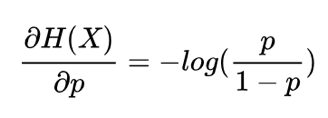 ∂H(X)/∂p = −log(p/(1 − p))